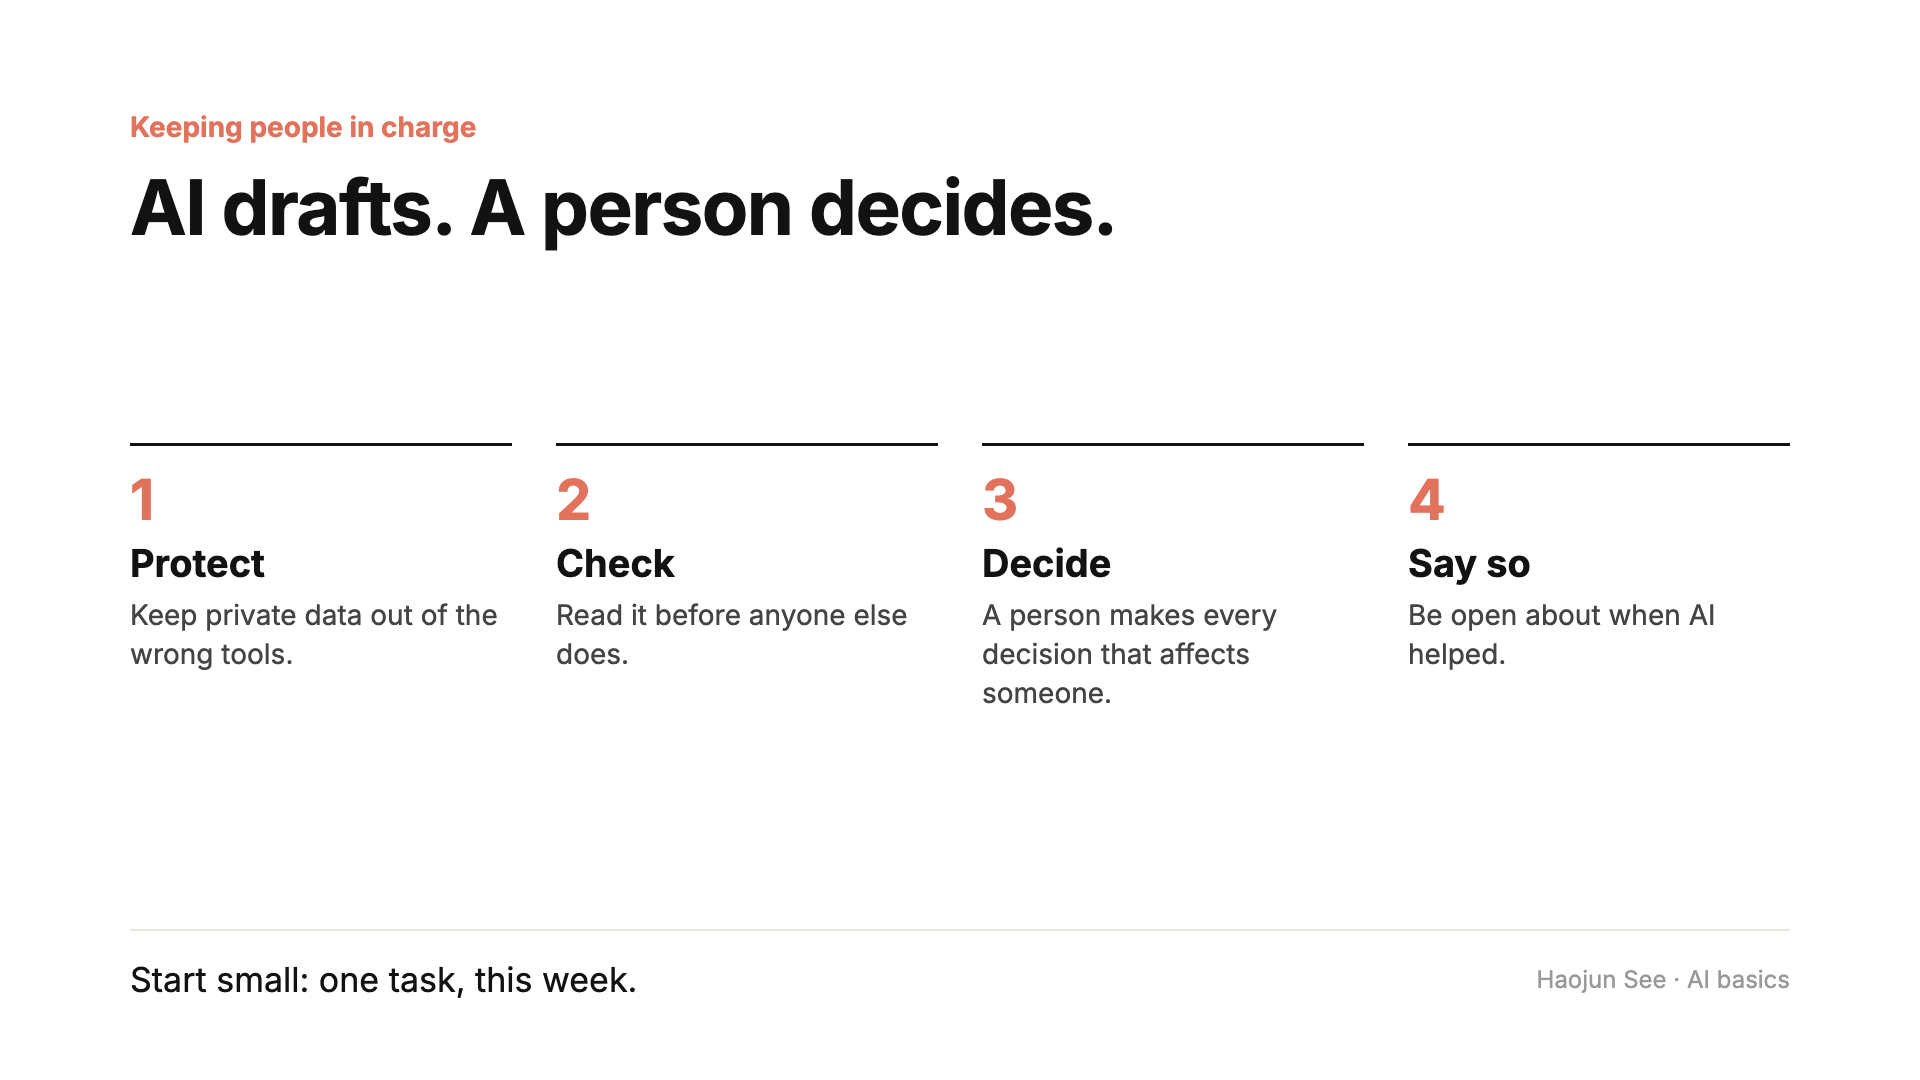 Keeping people in charge
AI drafts. A person decides.
1
Protect
Keep private data out of the
wrong tools.
2
Check
Read it before anyone else
does.
3
Decide
A person makes every
decision that affects
someone.
4
Say so
Be open about when AI
helped.
Start small: one task, this week.
Haojun See · AI basics